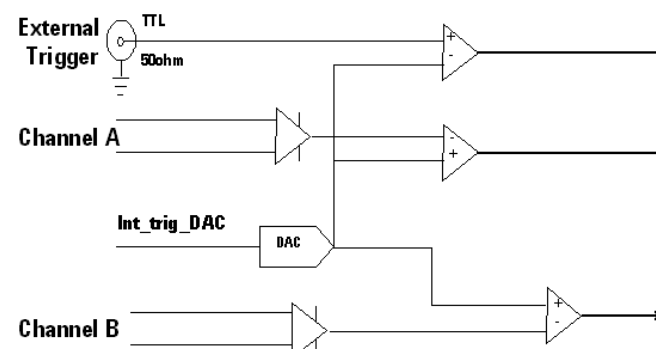 External TTL
Trigger 50ohm
+
-
Channel A
-
+
Int_trig_DAC
DAC
+
-
Channel B